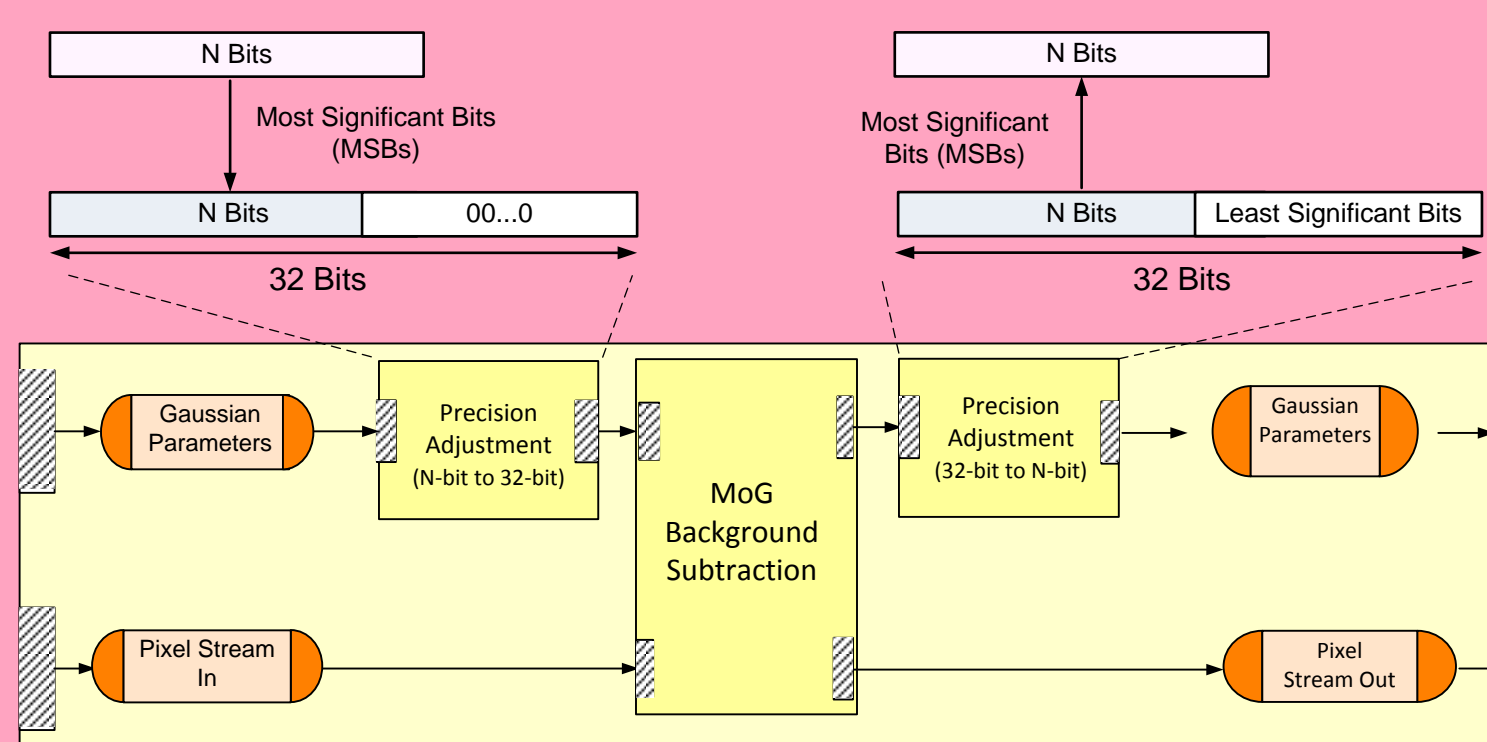 N Bits
Most Significant Bits
(MSBs)
N Bits
00...0
32 Bits
N Bits
Most Significant
Bits (MSBs)
N Bits
Least Significant Bits
32 Bits
Gaussian
Parameters
Precision
Adjustment
(N-bit to 32-bit)
MoG
Background
Subtraction
Precision
Adjustment
(32-bit to N-bit)
Gaussian
Parameters
Pixel Stream
In
Pixel
Stream Out